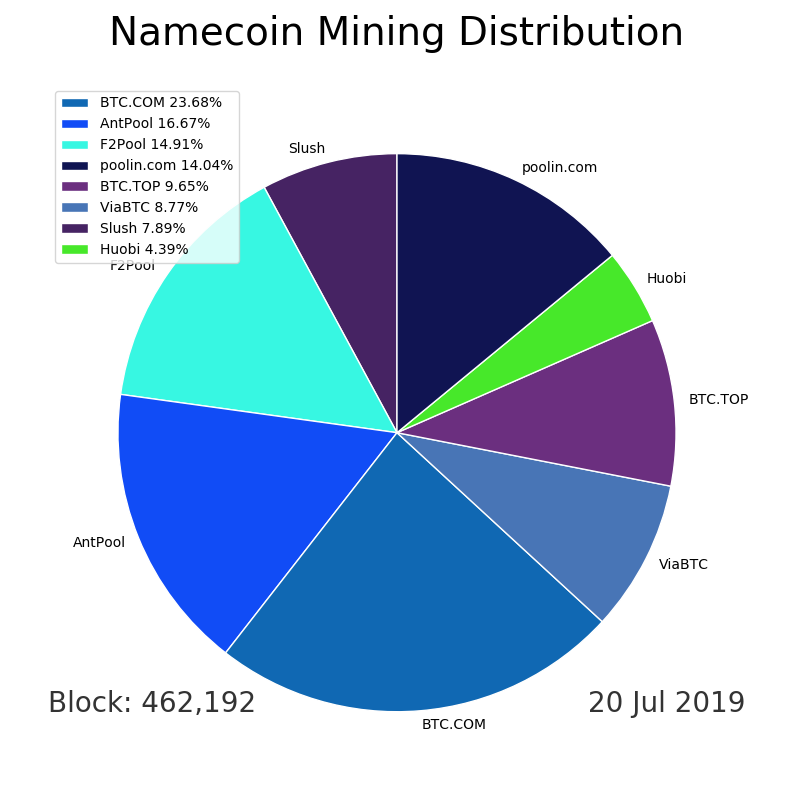 Namecoin Mining Distribution
BTC.COM 23.68%
AntPool 16.67%
F2Pool 14.91%
poolin.com 14.04%
BTC.TOP 9.65%
ViaBTC 8.77%
Slush 7.89%
Huobi 4.39%
Slush
poolin.com
F2Pool
Huobi
BTC.TOP
AntPool
ViaBTC
Block: 462,192
20 Jul 2019
BTC.COM